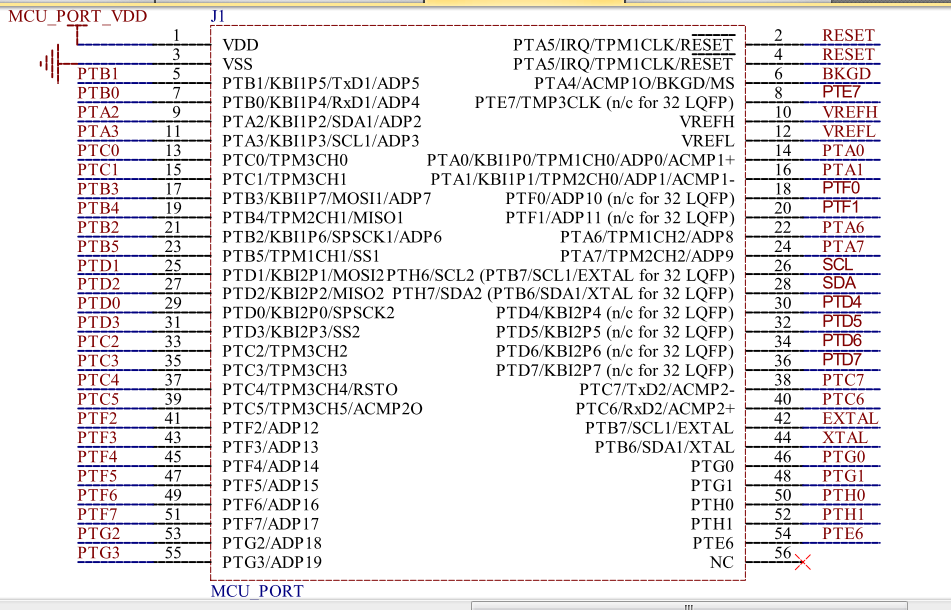 MCU_PORT_VDD J1
1 VDD PTA5/IRQ/TPM1CLK/RESET 2 RESET
3 VSS PTA5/IRQ/TPM1CLK/RESET 4 RESET
PTB1 5 PTB1/KBI1P5/TxD1/ADP5 PTA4/ACMP1O/BKGD/MS 6 BKGD
PTB0 7 PTB0/KBI1P4/RxD1/ADP4 PTE7/TMP3CLK (n/c for 32 LQFP) 8 PTE7
PTA2 9 PTA2/KBI1P2/SDA1/ADP2 VREFH 10 VREFH
PTA3 11 PTA3/KBI1P3/SCL1/ADP3 VREFL 12 VREFL
PTC0 13 PTC0/TPM3CH0 PTA0/KBI1P0/TPM1CH0/ADP0/ACMP1+ 14 PTA0
PTC1 15 PTC1/TPM3CH1 PTA1/KBI1P1/TPM2CH0/ADP1/ACMP1- 16 PTA1
PTB3 17 PTB3/KBI1P7/MOSI1/ADP7 PTF0/ADP10 (n/c for 32 LQFP) 18 PTF0
PTB4 19 PTB4/TPM2CH1/MISO1 PTF1/ADP11 (n/c for 32 LQFP) 20 PTF1
PTB2 21 PTB2/KBI1P6/SPSCK1/ADP6 PTA6/TPM1CH2/ADP8 22 PTA6
PTB5 23 PTB5/TPM1CH1/SS1 PTA7/TPM2CH2/ADP9 24 PTA7
PTD1 25 PTD1/KBI2P1/MOSI2 PTH6/SCL2 (PTB7/SCL1/EXTAL for 32 LQFP) 26 SCL
PTD2 27 PTD2/KBI2P2/MISO2 PTH7/SDA2 (PTB6/SDA1/XTAL for 32 LQFP) 28 SDA
PTD0 29 PTD0/KBI2P0/SPSCK2 PTD4/KBI2P4 (n/c for 32 LQFP) 30 PTD4
PTD3 31 PTD3/KBI2P3/SS2 PTD5/KBI2P5 (n/c for 32 LQFP) 32 PTD5
PTC2 33 PTC2/TPM3CH2 PTD6/KBI2P6 (n/c for 32 LQFP) 34 PTD6
PTC3 35 PTC3/TPM3CH3 PTD7/KBI2P7 (n/c for 32 LQFP) 36 PTD7
PTC4 37 PTC4/TPM3CH4/RSTO PTC7/TxD2/ACMP2- 38 PTC7
PTC5 39 PTC5/TPM3CH5/ACMP2O PTC6/RxD2/ACMP2+ 40 PTC6
PTF2 41 PTF2/ADP12 PTB7/SCL1/EXTAL 42 EXTAL
PTF3 43 PTF3/ADP13 PTB6/SDA1/XTAL 44 XTAL
PTF4 45 PTF4/ADP14 PTG0 46 PTG0
PTF5 47 PTF5/ADP15 PTG1 48 PTG1
PTF6 49 PTF6/ADP16 PTH0 50 PTH0
PTF7 51 PTF7/ADP17 PTH1 52 PTH1
PTG2 53 PTG2/ADP18 PTE6 54 PTE6
PTG3 55 PTG3/ADP19 NC 56
MCU_PORT